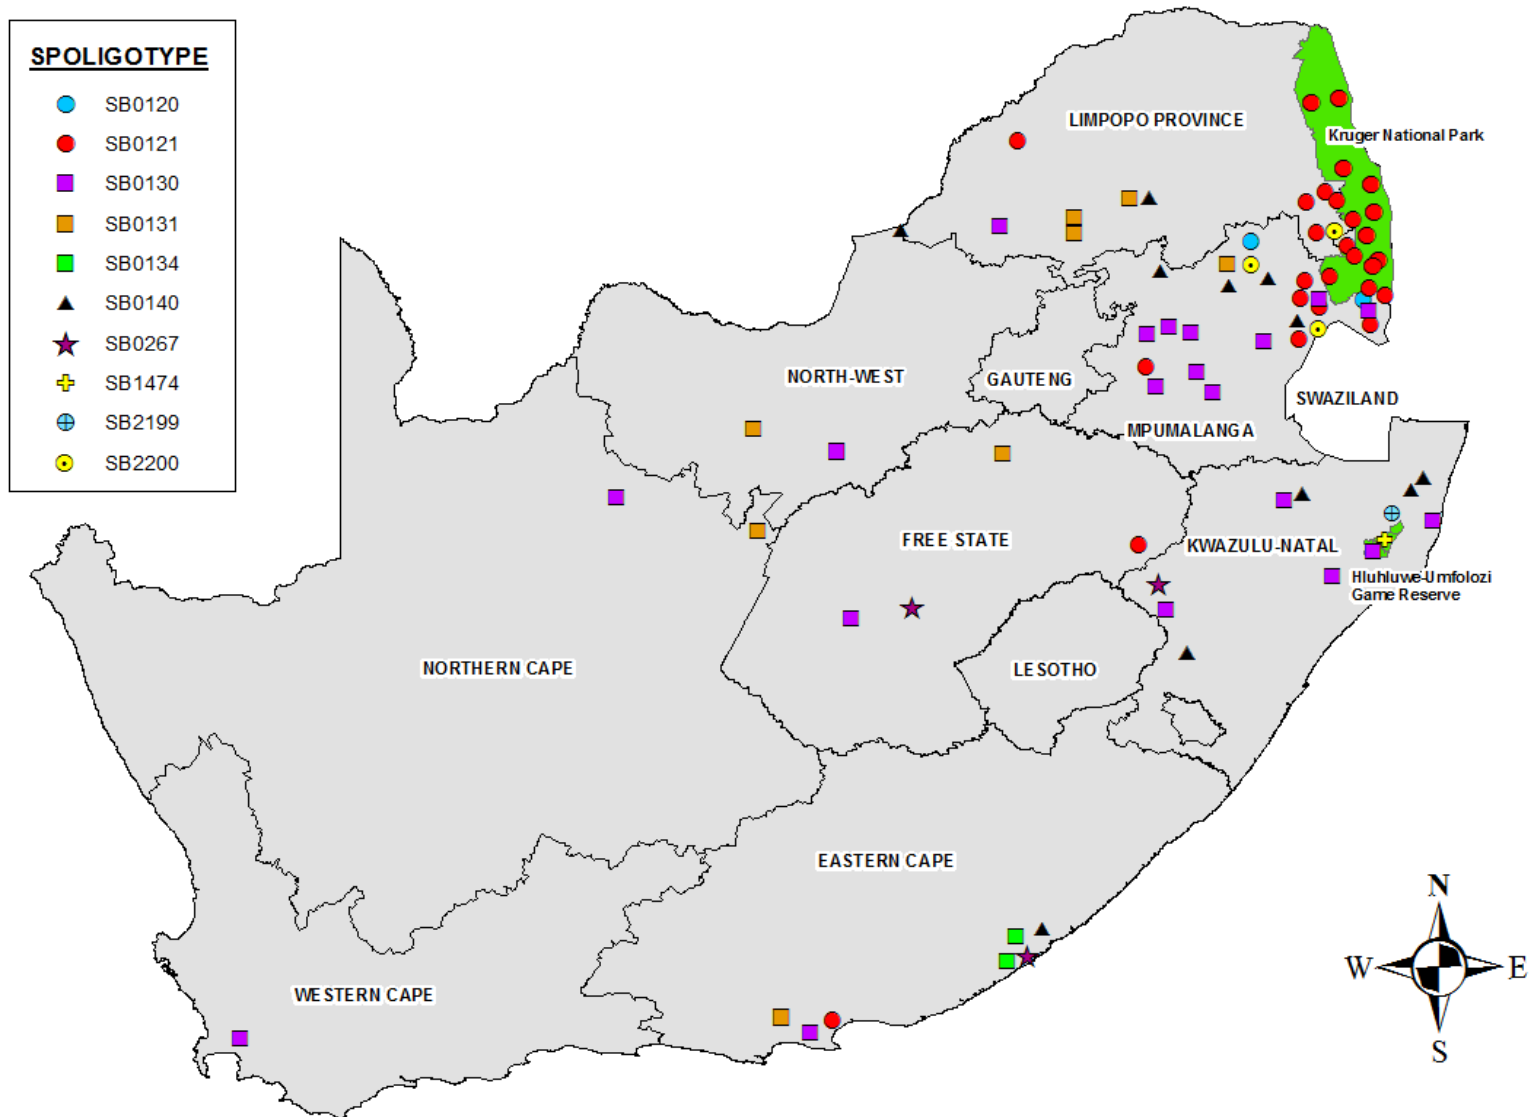 SPOLIGOTYPE
SB0120
SB0121
SB0130
SB0131
SB0134
SB0140
SB0267
SB1474
SB2199
SB2200
LIMPOPO PROVINCE
Kruger National Park
NORTH-WEST
GAUTENG
SWAZILAND
MPUMALANGA
FREE STATE
KWAZULU-NATAL
Hluhluwe-Umfolozi
Game Reserve
NORTHERN CAPE
LESOTHO
EASTERN CAPE
WESTERN CAPE
N
W
E
S